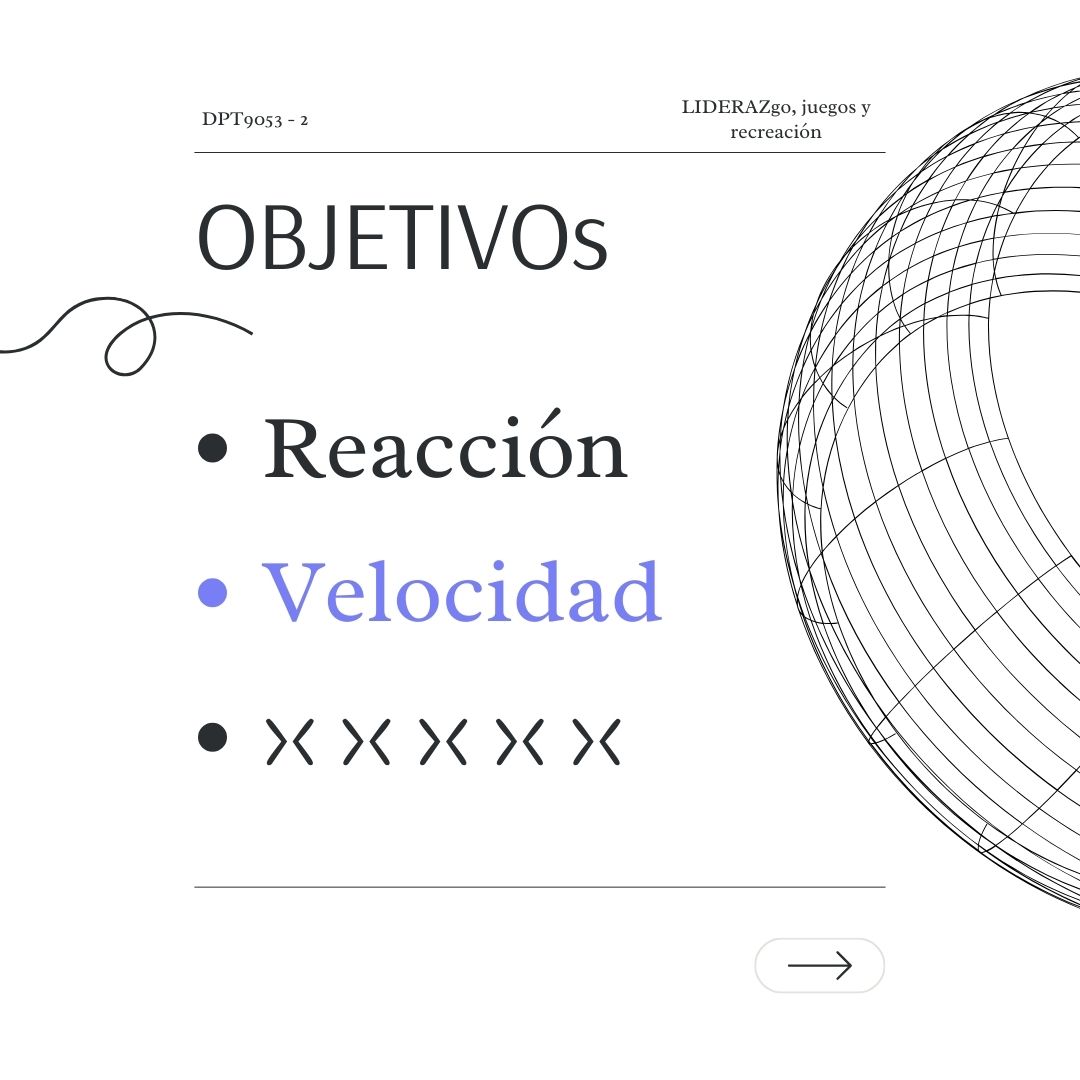 DPT9053 - 2
LIDERAZgo, juegos y
recreación
OBJETIVOs
• Reacción
• Velocidad